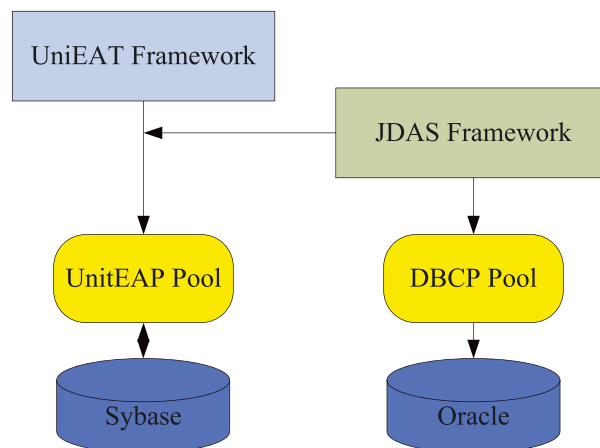 UniEAT Framework
JDAS Framework
UnitEAP Pool
DBCP Pool
Sybase
Oracle